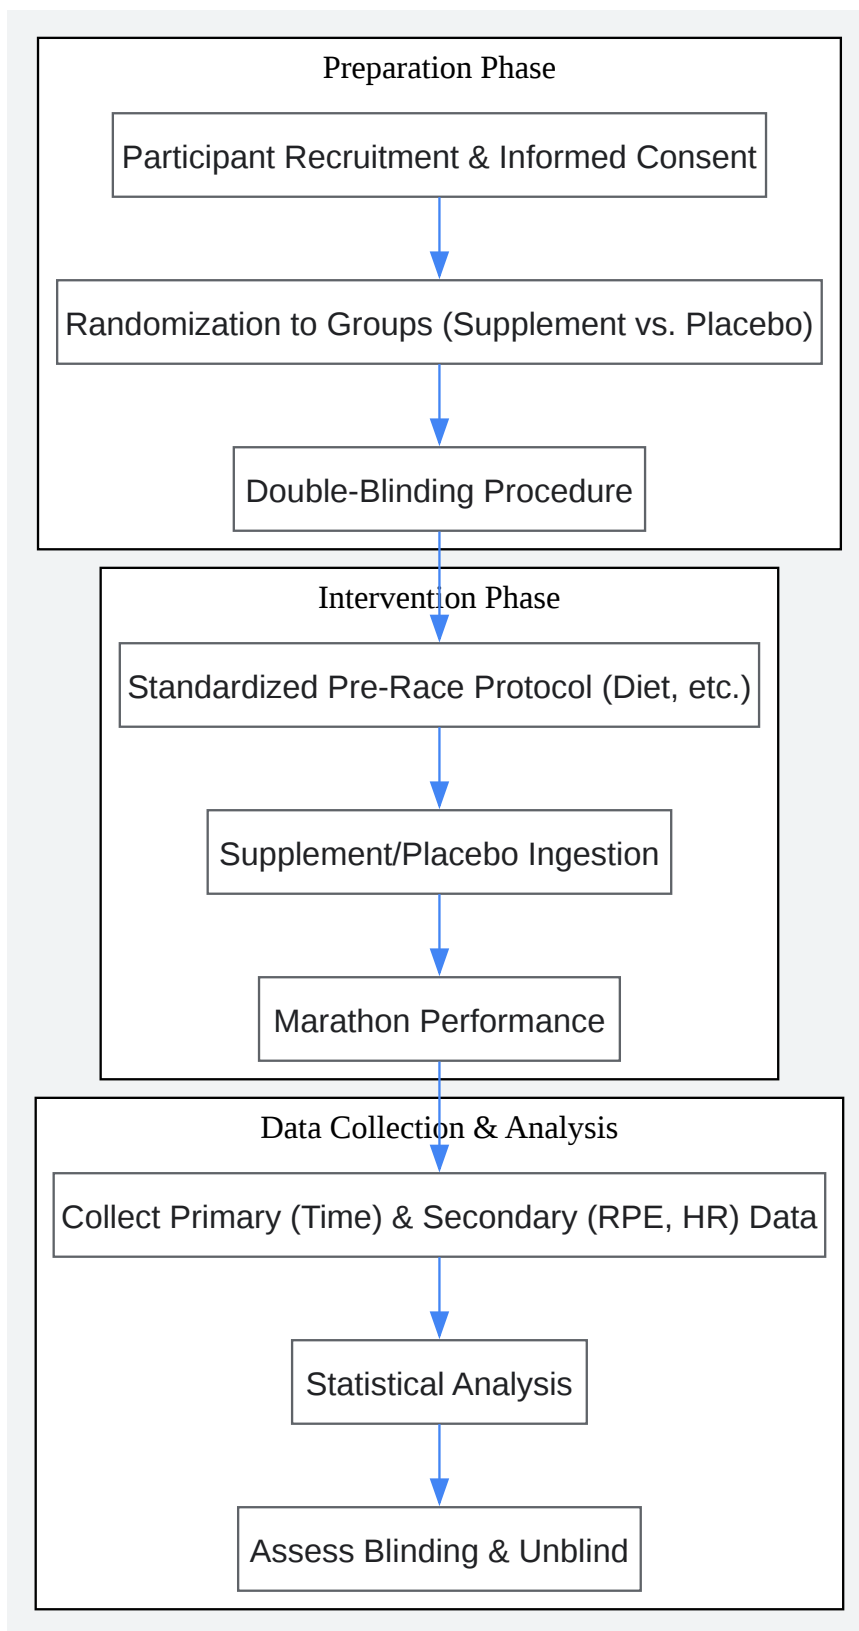 Preparation Phase
Participant Recruitment & Informed Consent
Randomization to Groups (Supplement vs. Placebo)
Double-Blinding Procedure
Intervention Phase
Standardized Pre-Race Protocol (Diet, etc.)
Supplement/Placebo Ingestion
Marathon Performance
Data Collection & Analysis
Collect Primary (Time) & Secondary (RPE, HR) Data
Statistical Analysis
Assess Blinding & Unblind